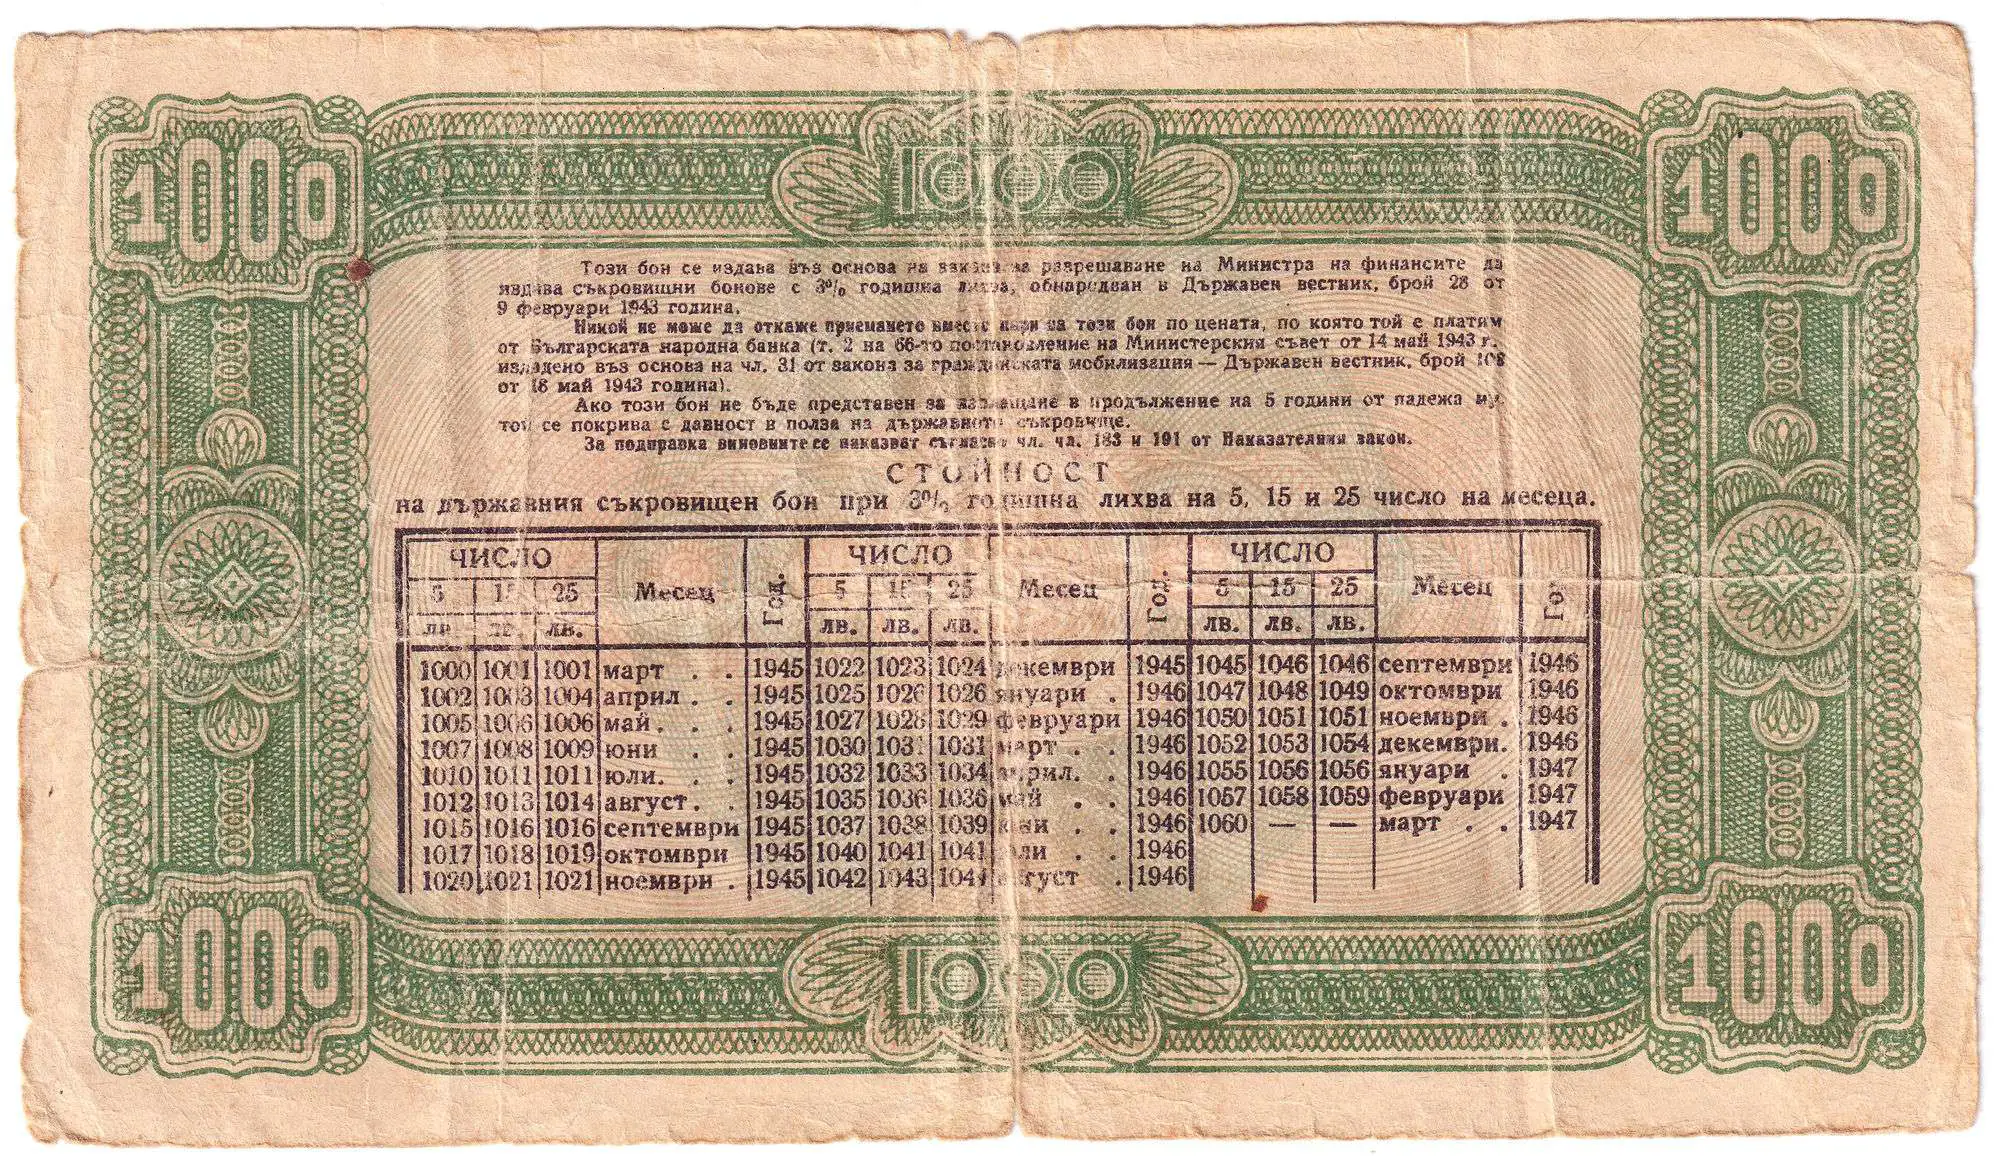 1000 1000 1000
Този бон се издава въз основа на закона за разрешаване на Министра на финансите да
издава съкровищни бонове с 3% годишна лихва, обнародван в Държавен вестник, брой 28 от
9 февруари 1943 година.
Никой не може да откаже приемането вместо пари на този бон по цената, по която той е платим
от Българската народна банка (т. 2 на 66-то постановление на Министерския съвет от 14 май 1943 г.
издадено въз основа на чл. 31 от закона за гражданската мобилизация — Държавен вестник, брой 108
от 18 май 1943 година).
Ако този бон не бъде представен за изплащане в продължение на 5 години от падежа му,
той се покрива с давност в полза на държавното съкровище.
За подправка виновните се наказват съгласно чл. чл. 183 и 191 от Наказателния закон.
СТОЙНОСТ
на държавния съкровищен бон при 3% годишна лихва на 5, 15 и 25 число на месеца.
ЧИСЛО Месец Год. ЧИСЛО Месец Год. ЧИСЛО Месец Год.
5 15 25 5 15 25 5 15 25
лв. лв. лв. лв. лв. лв. лв. лв. лв.
1000 1001 1001 март . . 1945 1022 1023 1024 декември 1945 1045 1046 1046 септември 1946
1002 1003 1004 април . . 1945 1025 1026 1026 януари . 1946 1047 1048 1049 октомври 1946
1005 1006 1006 май . . . 1945 1027 1028 1029 февруари 1946 1050 1051 1051 ноември . 1946
1007 1008 1009 юни . . 1945 1030 1031 1031 март . . 1946 1052 1053 1054 декември. 1946
1010 1011 1011 юли. . . 1945 1032 1033 1034 април. . 1946 1055 1056 1056 януари . 1947
1012 1013 1014 август. . 1945 1035 1036 1036 май . . 1946 1057 1058 1059 февруари 1947
1015 1016 1016 септември 1945 1037 1038 1039 юни . . 1946 1060 — — март . . 1947
1017 1018 1019 октомври 1945 1040 1041 1041 юли . . 1946
1020 1021 1021 ноември . 1945 1042 1043 1044 август . 1946
1000 1000 1000